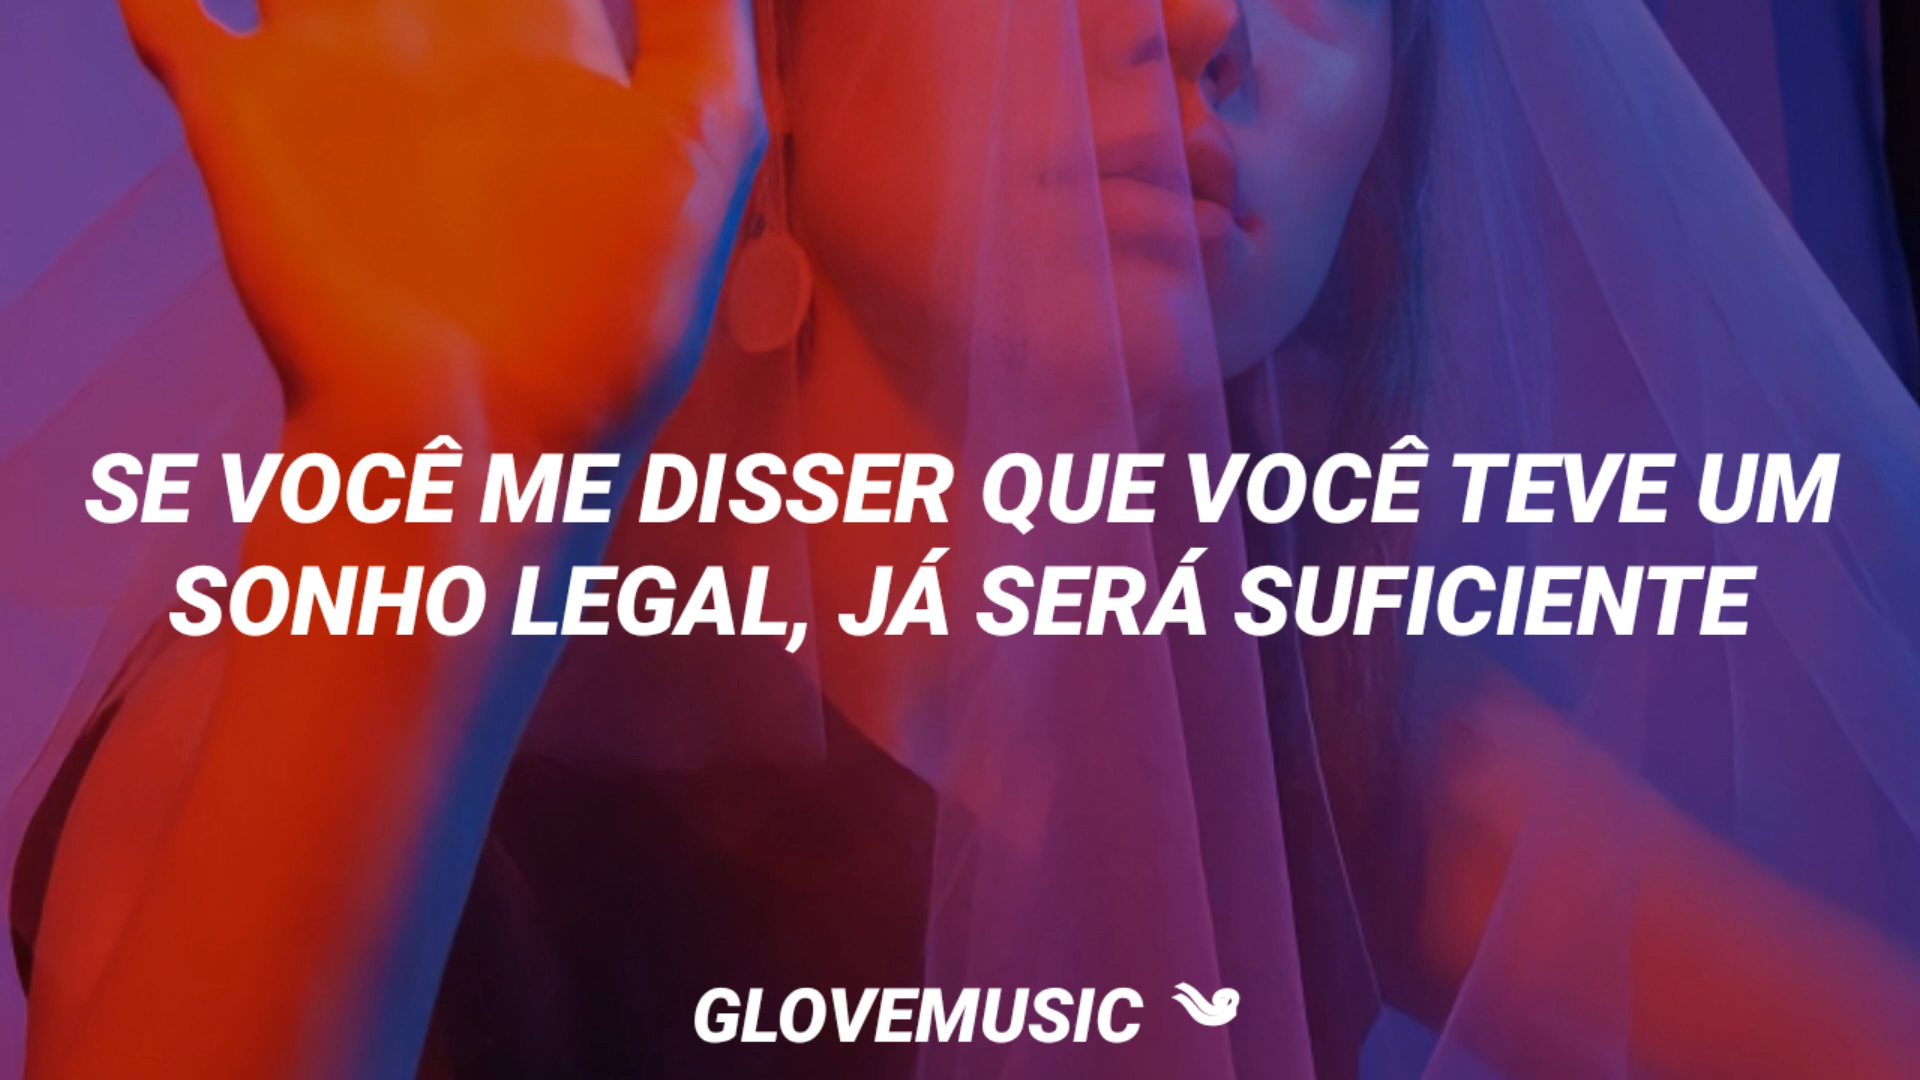 SE VOCÊ ME DISSER QUE VOCÊ TEVE UM
SONHO LEGAL, JÁ SERÁ SUFICIENTE
GLOVEMUSIC